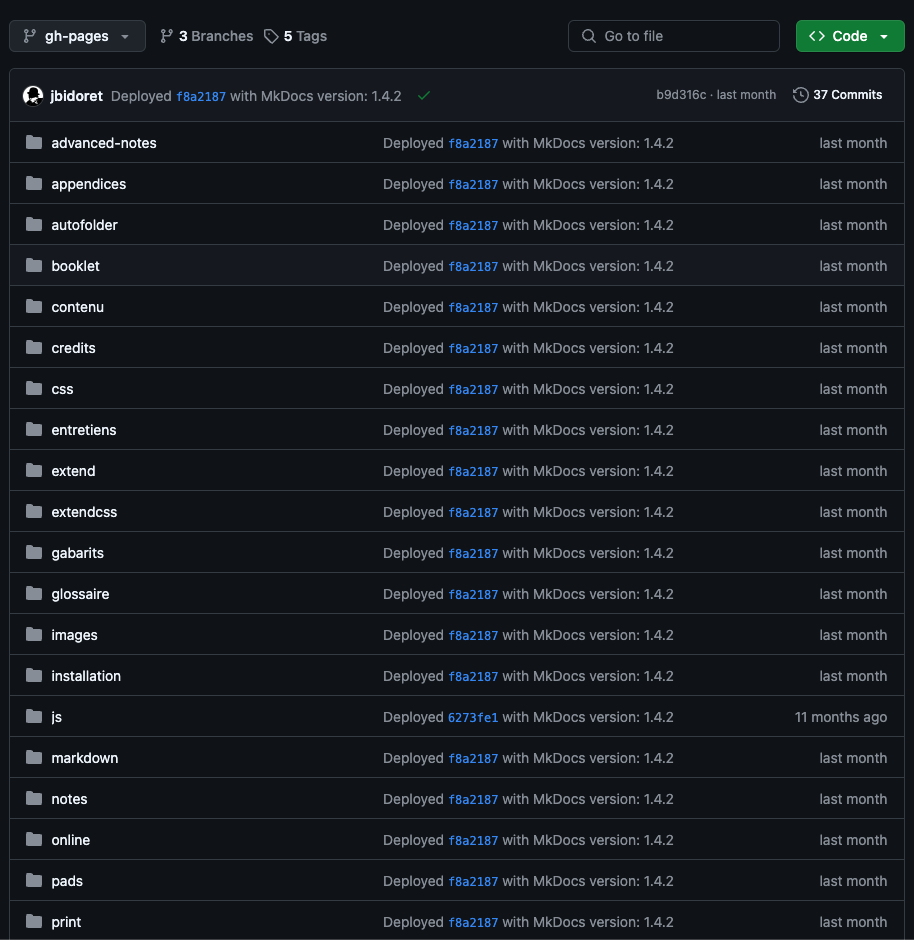 gh-pages 3 Branches 5 Tags Go to file Code
jbidoret Deployed f8a2187 with MkDocs version: 1.4.2 b9d316c · last month 37 Commits
advanced-notes Deployed f8a2187 with MkDocs version: 1.4.2 last month
appendices Deployed f8a2187 with MkDocs version: 1.4.2 last month
autofolder Deployed f8a2187 with MkDocs version: 1.4.2 last month
booklet Deployed f8a2187 with MkDocs version: 1.4.2 last month
contenu Deployed f8a2187 with MkDocs version: 1.4.2 last month
credits Deployed f8a2187 with MkDocs version: 1.4.2 last month
css Deployed f8a2187 with MkDocs version: 1.4.2 last month
entretiens Deployed f8a2187 with MkDocs version: 1.4.2 last month
extend Deployed f8a2187 with MkDocs version: 1.4.2 last month
extendcss Deployed f8a2187 with MkDocs version: 1.4.2 last month
gabarits Deployed f8a2187 with MkDocs version: 1.4.2 last month
glossaire Deployed f8a2187 with MkDocs version: 1.4.2 last month
images Deployed f8a2187 with MkDocs version: 1.4.2 last month
installation Deployed f8a2187 with MkDocs version: 1.4.2 last month
js Deployed 6273fe1 with MkDocs version: 1.4.2 11 months ago
markdown Deployed f8a2187 with MkDocs version: 1.4.2 last month
notes Deployed f8a2187 with MkDocs version: 1.4.2 last month
online Deployed f8a2187 with MkDocs version: 1.4.2 last month
pads Deployed f8a2187 with MkDocs version: 1.4.2 last month
print Deployed f8a2187 with MkDocs version: 1.4.2 last month